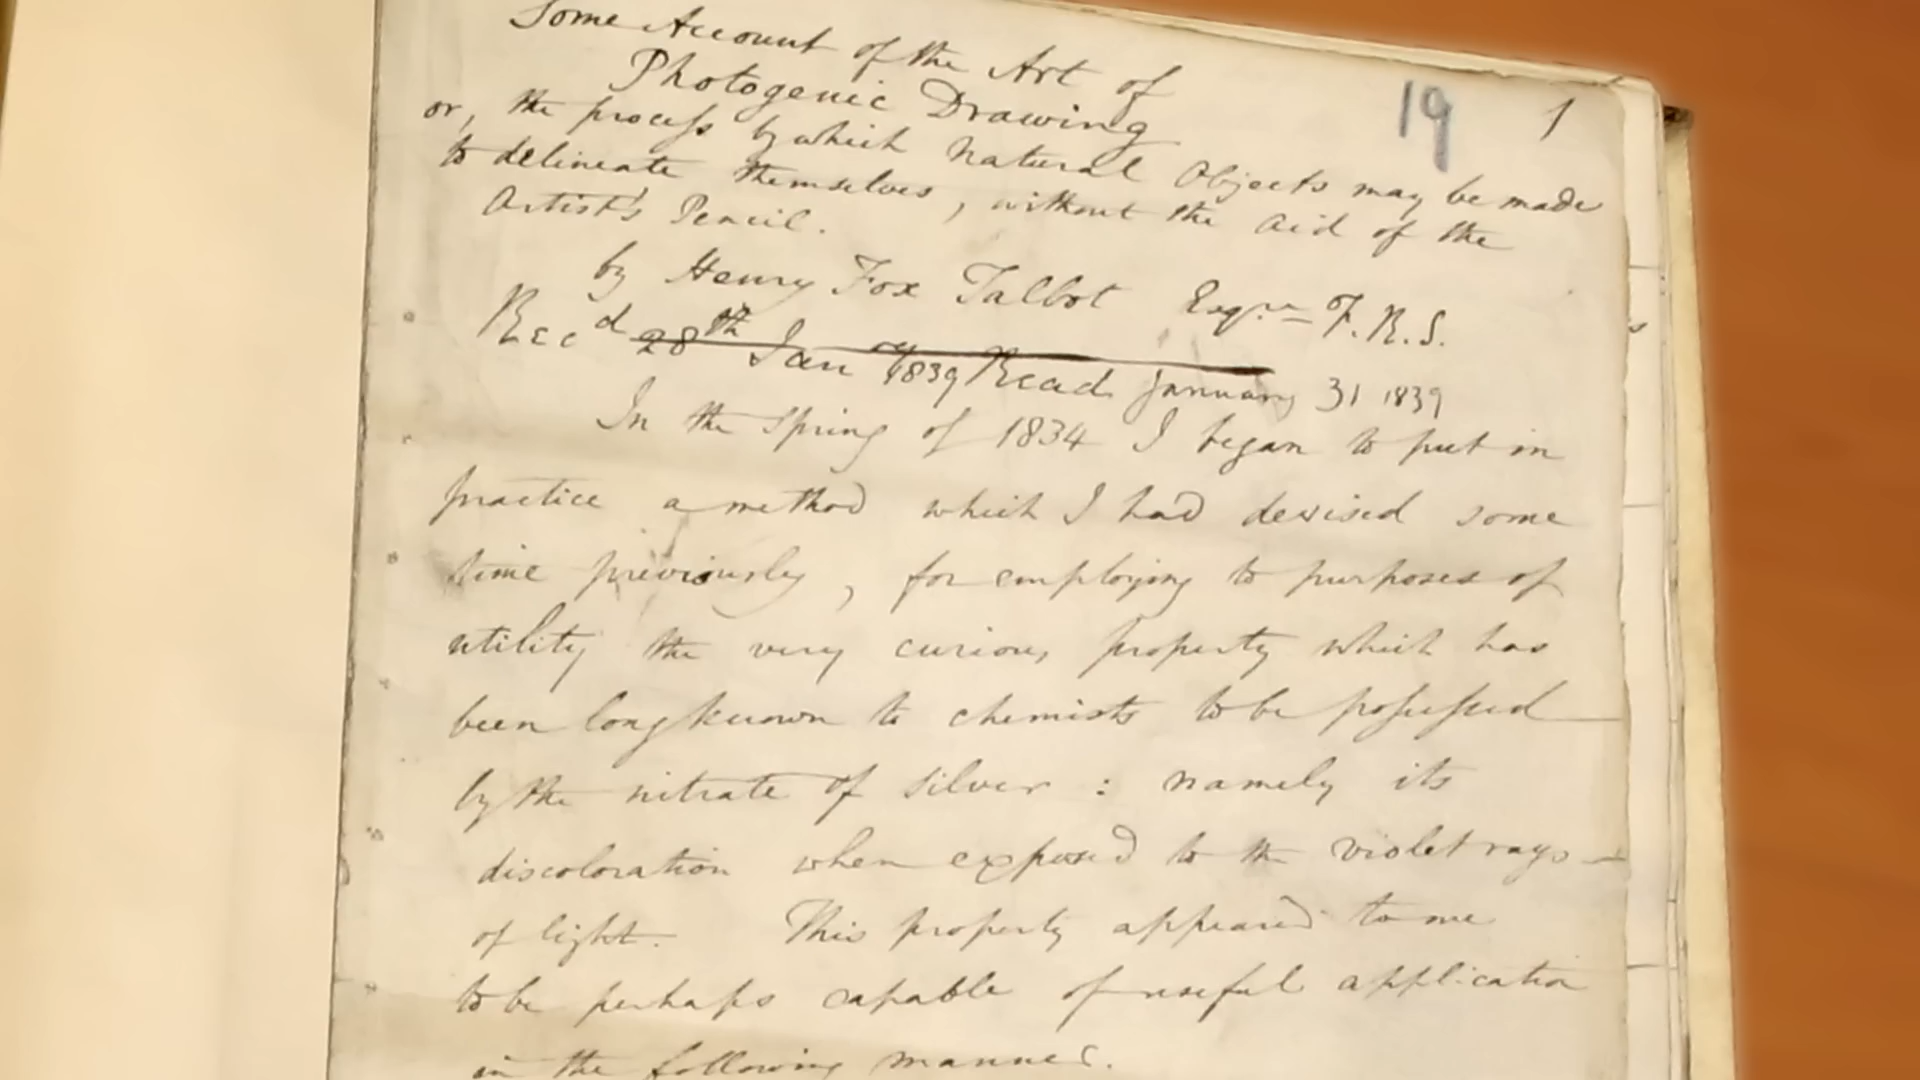 Some Account of the Art of
Photogenic Drawing
19 1
or, the process by which Natural Objects may be made
to delineate themselves, without the aid of the
Artist's Pencil.
by Henry Fox Talbot Esqre F.R.S.
Recd 28th Jany 1839 Read January 31 1839
In the Spring of 1834 I began to put in
practice a method which I had devised some
time previously, for employing to purposes of
utility the very curious property which has
been long known to chemists to be possessed
by the nitrate of silver : namely its
discoloration when exposed to the violet rays
of light. This property appeared to me
to be perhaps capable of useful application
in the following manner.
s